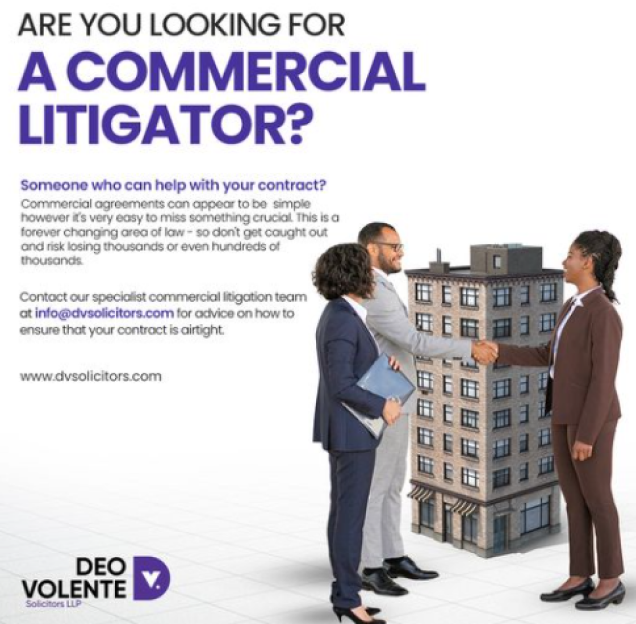 ARE YOU LOOKING FOR
A COMMERCIAL
LITIGATOR?
Someone who can help with your contract?
Commercial agreements can appear to be simple
however it's very easy to miss something crucial. This is a
forever changing area of law - so don't get caught out
and risk losing thousands or even hundreds of
thousands.
Contact our specialist commercial litigation team
at info@dvsolicitors.com for advice on how to
ensure that your contract is airtight.
www.dvsolicitors.com
DEO
VOLENTE
Solicitors LLP
DV.